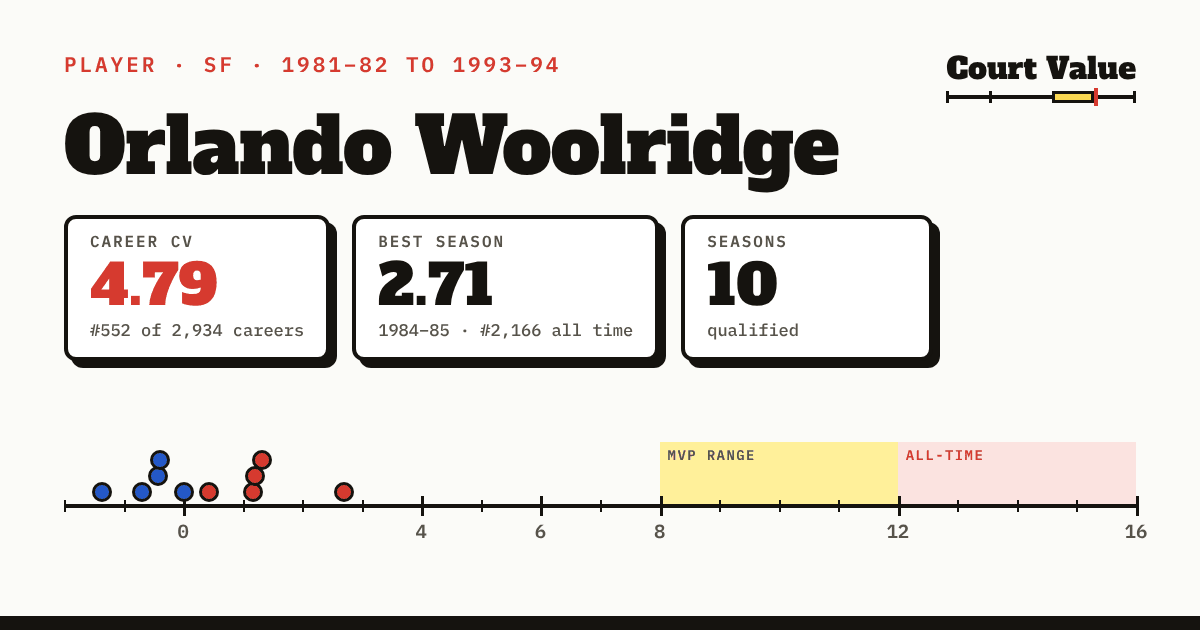 PLAYER · SF · 1981–82 TO 1993–94
Court Value
Orlando Woolridge
CAREER CV
4.79
#552 of 2,934 careers
BEST SEASON
2.71
1984–85 · #2,166 all time
SEASONS
10
qualified
MVP RANGE
ALL-TIME
0
4
6
8
12
16